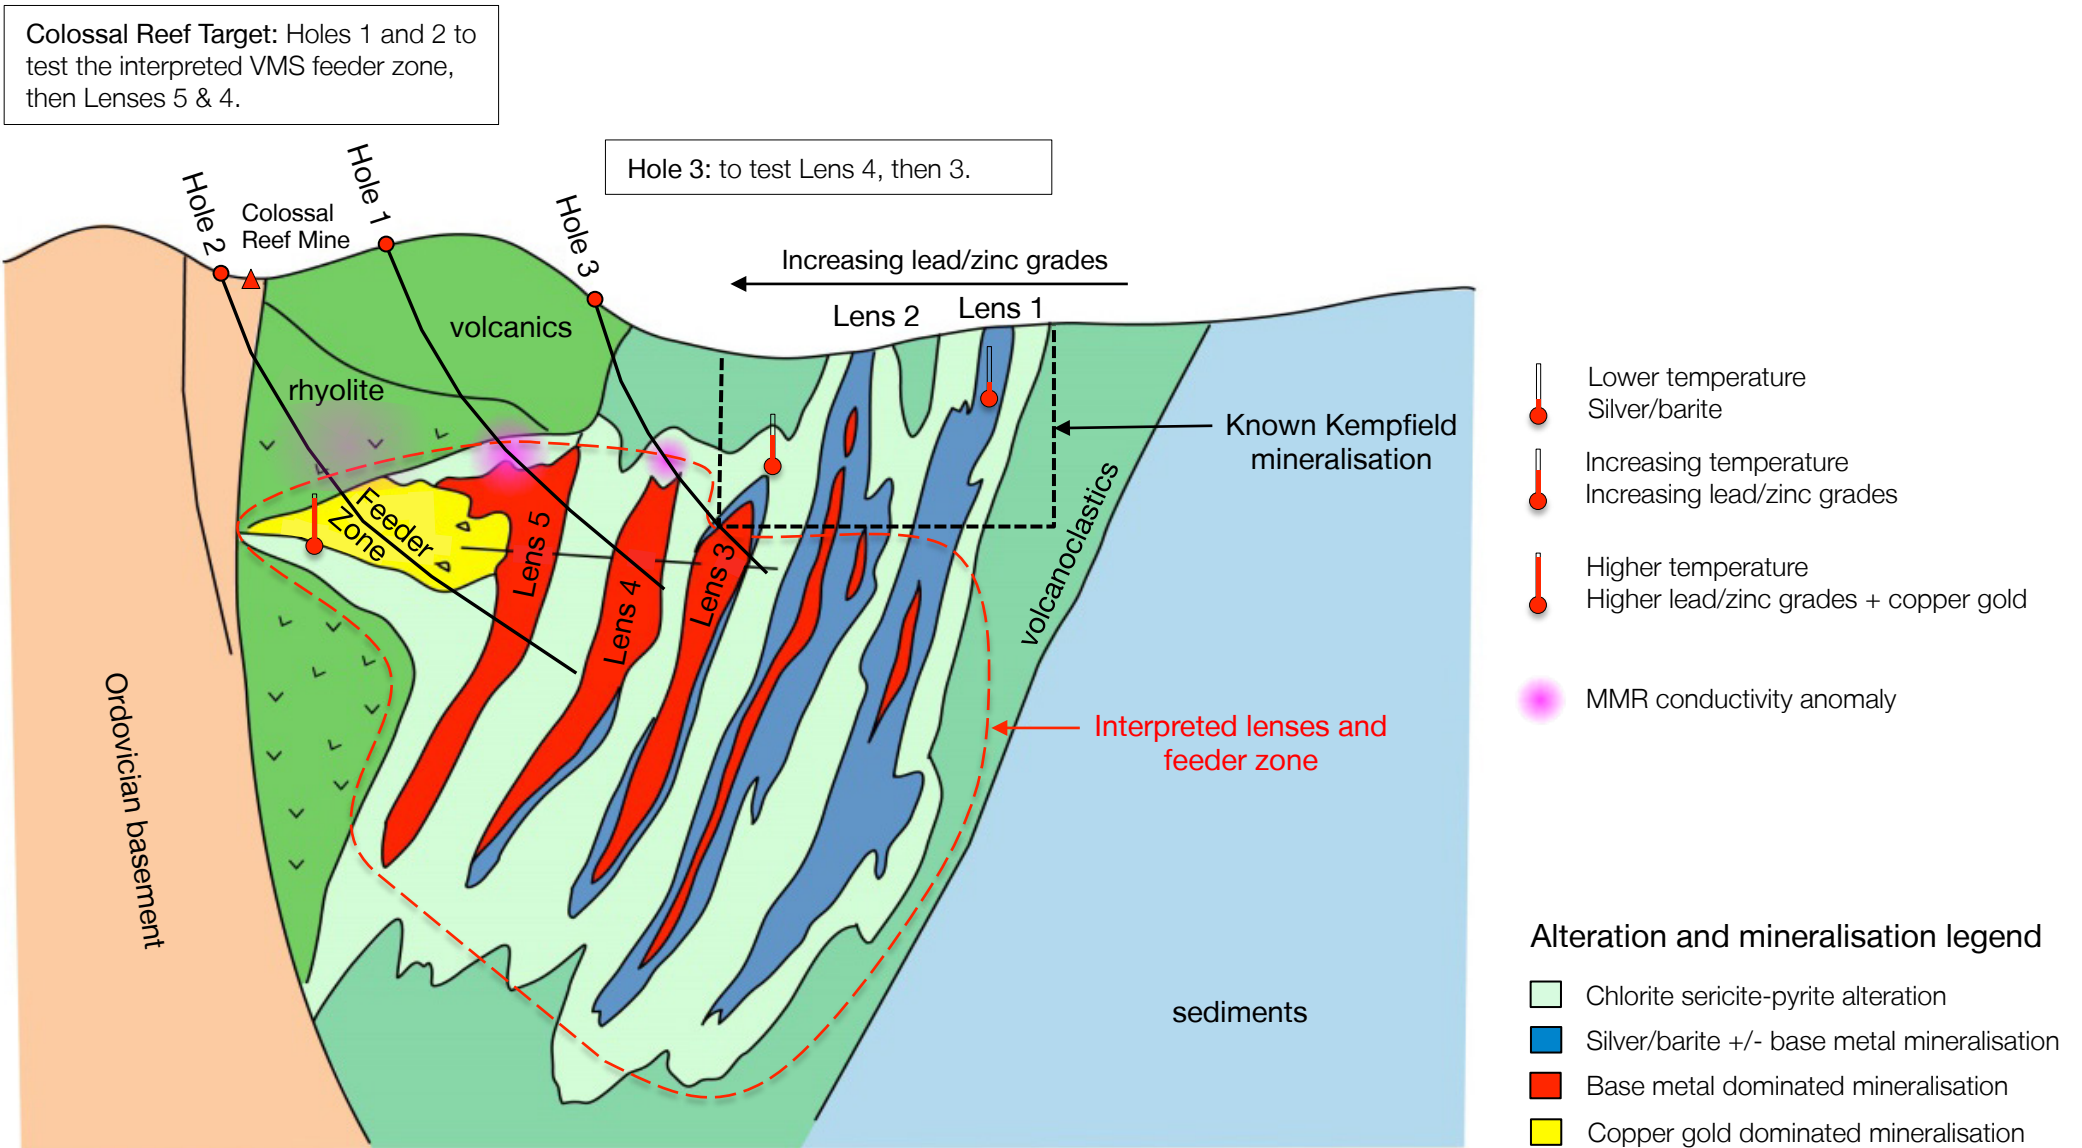 Colossal Reef Target: Holes 1 and 2 to
test the interpreted VMS feeder zone,
then Lenses 5 & 4.
Hole 3: to test Lens 4, then 3.
Hole 2
Colossal
Reef Mine
Hole 1
Hole 3
Increasing lead/zinc grades
Lens 2
Lens 1
volcanics
rhyolite
Known Kempfield
mineralisation
Feeder
Zone
Lens 5
Lens 4
Lens 3
volcanoclastics
Ordovician basement
Interpreted lenses and
feeder zone
sediments
Lower temperature
Silver/barite
Increasing temperature
Increasing lead/zinc grades
Higher temperature
Higher lead/zinc grades + copper gold
MMR conductivity anomaly
Alteration and mineralisation legend
Chlorite sericite-pyrite alteration
Silver/barite +/- base metal mineralisation
Base metal dominated mineralisation
Copper gold dominated mineralisation